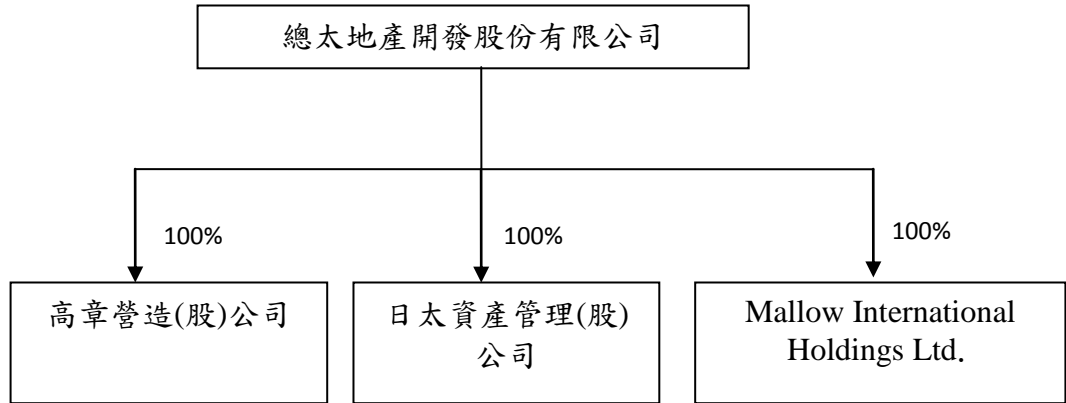 總太地產開發股份有限公司
100%
100%
100%
高章營造(股)公司
日太資產管理(股)
公司
Mallow International
Holdings Ltd.